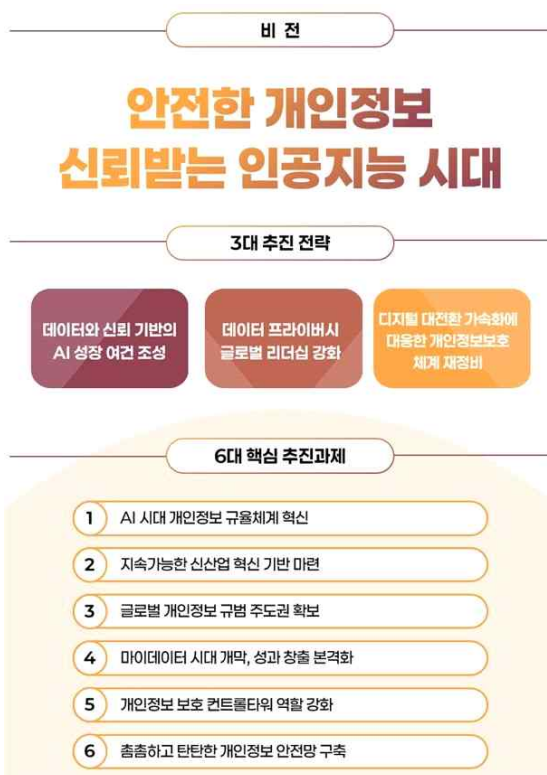 비 전
안전한 개인정보
신뢰받는 인공지능 시대
3대 추진 전략
데이터와 신뢰 기반의
AI 성장 여건 조성
데이터 프라이버시
글로벌 리더십 강화
디지털 대전환 가속화에
대응한 개인정보보호
체계 재정비
6대 핵심 추진과제
1 AI 시대 개인정보 규율체계 혁신
2 지속가능한 신산업 혁신 기반 마련
3 글로벌 개인정보 규범 주도권 확보
4 마이데이터 시대 개막, 성과 창출 본격화
5 개인정보 보호 컨트롤타워 역할 강화
6 촘촘하고 탄탄한 개인정보 안전망 구축